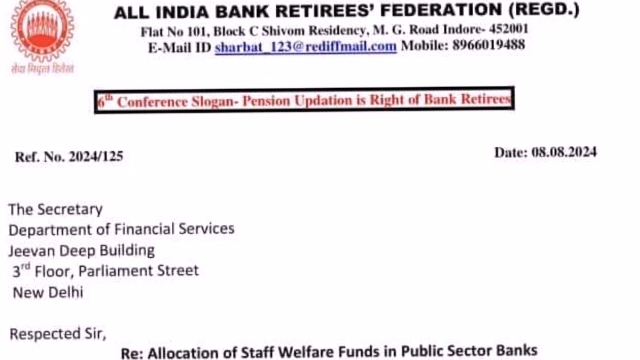 ALL INDIA BANK RETIREES' FEDERATION (REGD.)
Flat No 101, Block C Shivom Residency, M. G. Road Indore- 452001
E-Mail ID sharbat_123@rediffmail.com Mobile: 8966019488
सेवा मिदृल हितेरत
6th Conference Slogan- Pension Updation is Right of Bank Retirees
Ref. No. 2024/125
Date: 08.08.2024
The Secretary
Department of Financial Services
Jeevan Deep Building
3rd Floor, Parliament Street
New Delhi
Respected Sir,
Re: Allocation of Staff Welfare Funds in Public Sector Banks